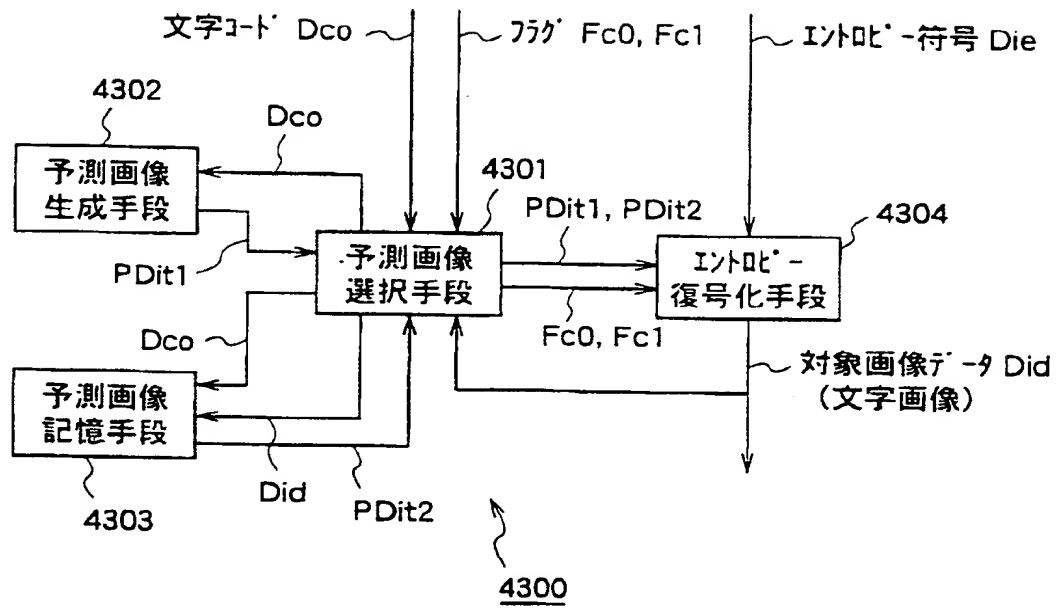 文字ｺｰﾄﾞ Dco
ﾌﾗｸﾞ Fc0, Fc1
ｴﾝﾄﾛﾋﾟｰ符号 Die
4302
Dco
予測画像
生成手段
PDit1
4301
予測画像
選択手段
PDit1, PDit2
Fc0, Fc1
4304
ｴﾝﾄﾛﾋﾟｰ
復号化手段
Dco
対象画像ﾃﾞｰﾀ Did
(文字画像)
予測画像
記憶手段
Did
PDit2
4303
4300